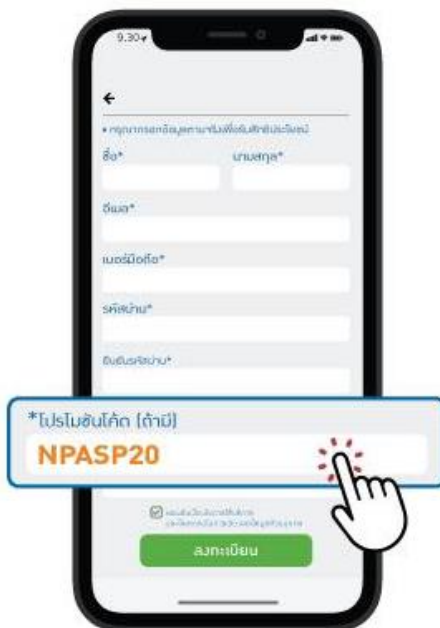 9.30
* กรุณากรอกข้อมูลตามจริงเพื่อรับสิทธิประโยชน์
ชื่อ* นามสกุล*
อีเมล*
เบอร์มือถือ*
รหัสผ่าน*
ยืนยันรหัสผ่าน*
*โปรโมชันโค้ด (ถ้ามี)
NPASP20
ลงทะเบียน